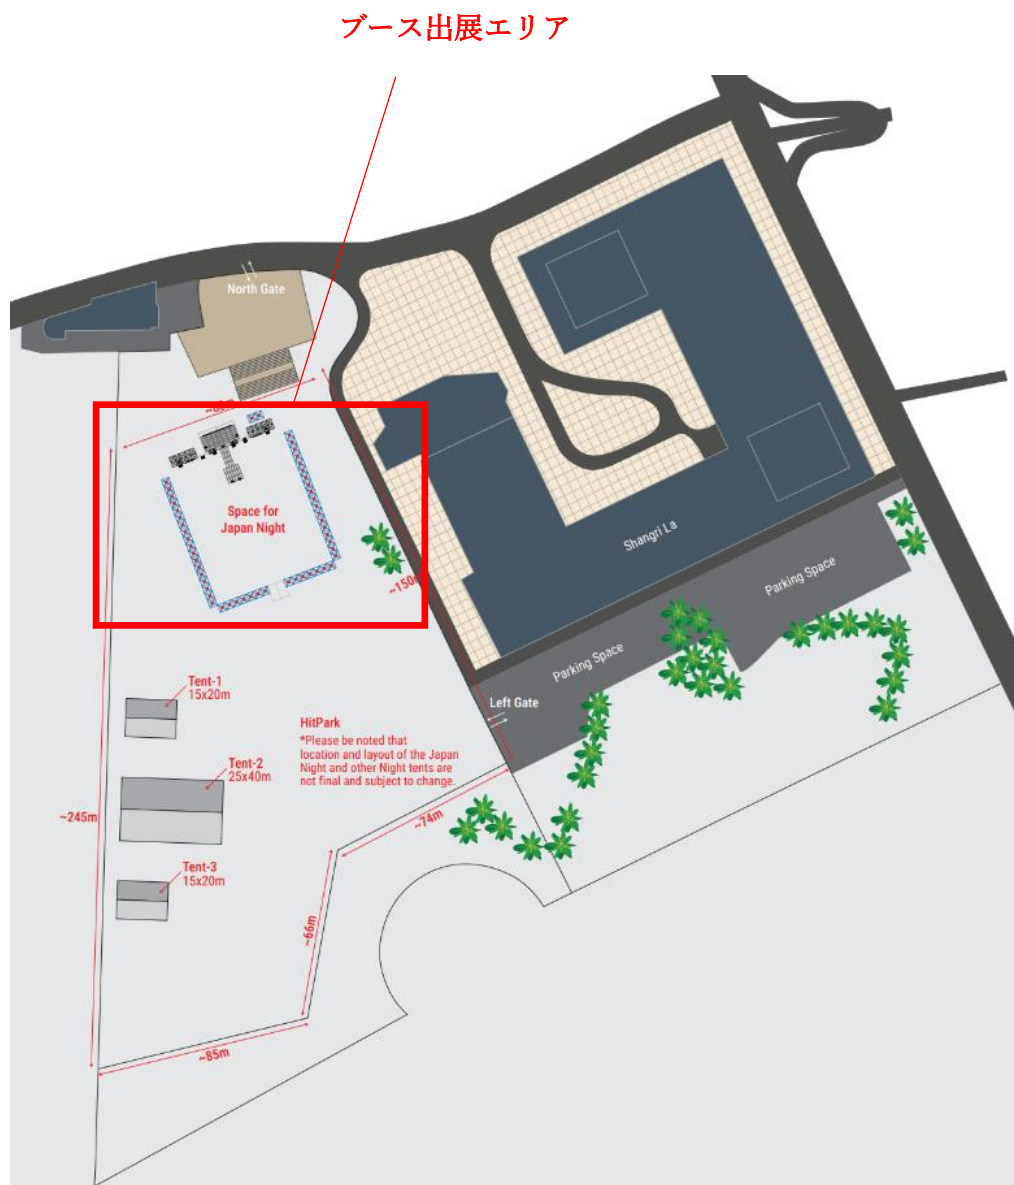 ブース出展エリア
North Gate
Space for
Japan Night
Shangri La
Parking Space
Parking Space
Left Gate
Tent-1
15x20m
HitPark
*Please be noted that
location and layout of the Japan
Night and other Night tents are
not final and subject to change.
Tent-2
25x40m
~245m
~74m
Tent-3
15x20m
~66m
~85m